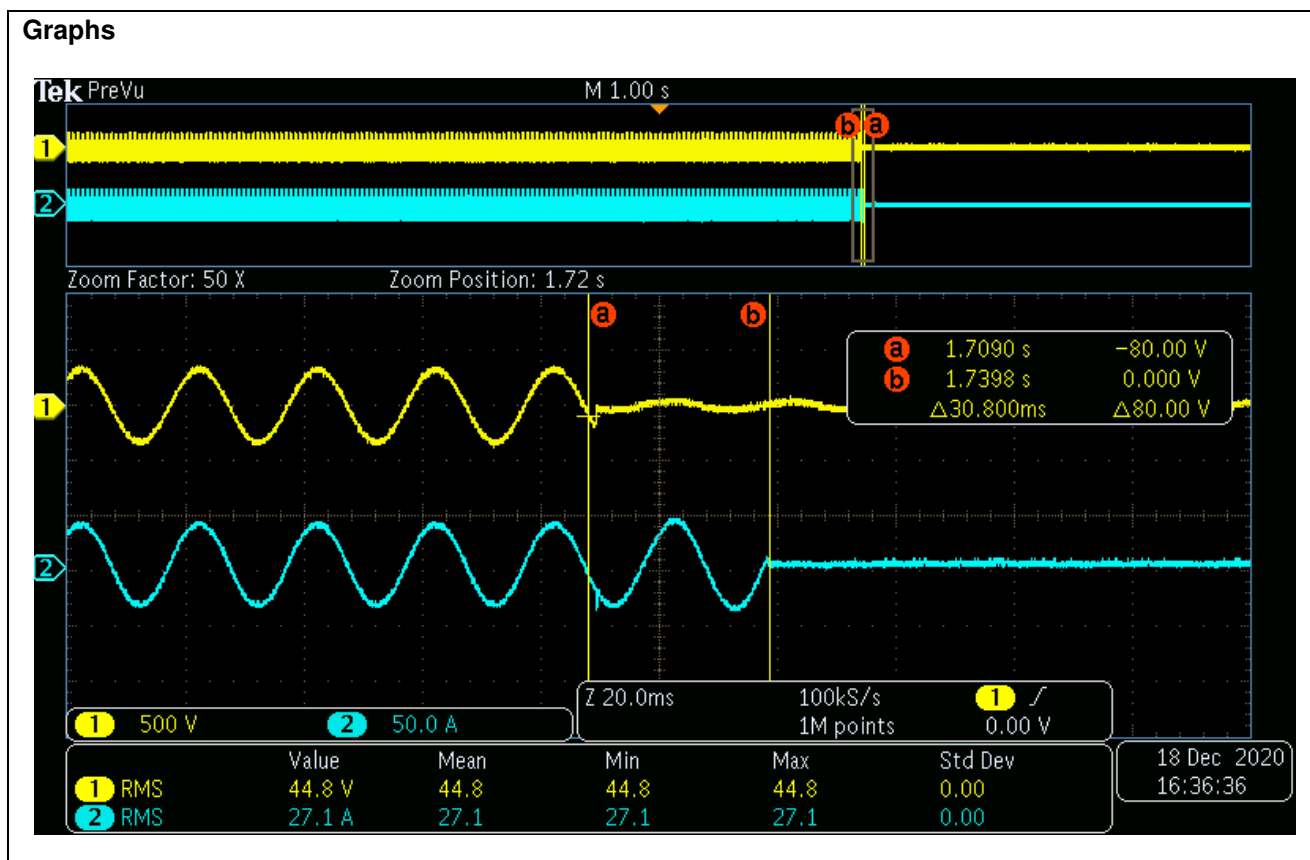 Graphs
Tek PreVu M 1.00 s
b a
1
2
Zoom Factor: 50 X Zoom Position: 1.72 s
a b
a 1.7090 s -80.00 V
b 1.7398 s 0.000 V
Δ30.800ms Δ80.00 V
1
2
Z 20.0ms 100kS/s 1 ∫
1 500 V 2 50.0 A 1M points 0.00 V
Value Mean Min Max Std Dev
1 RMS 44.8 V 44.8 44.8 44.8 0.00
2 RMS 27.1 A 27.1 27.1 27.1 0.00
18 Dec 2020
16:36:36